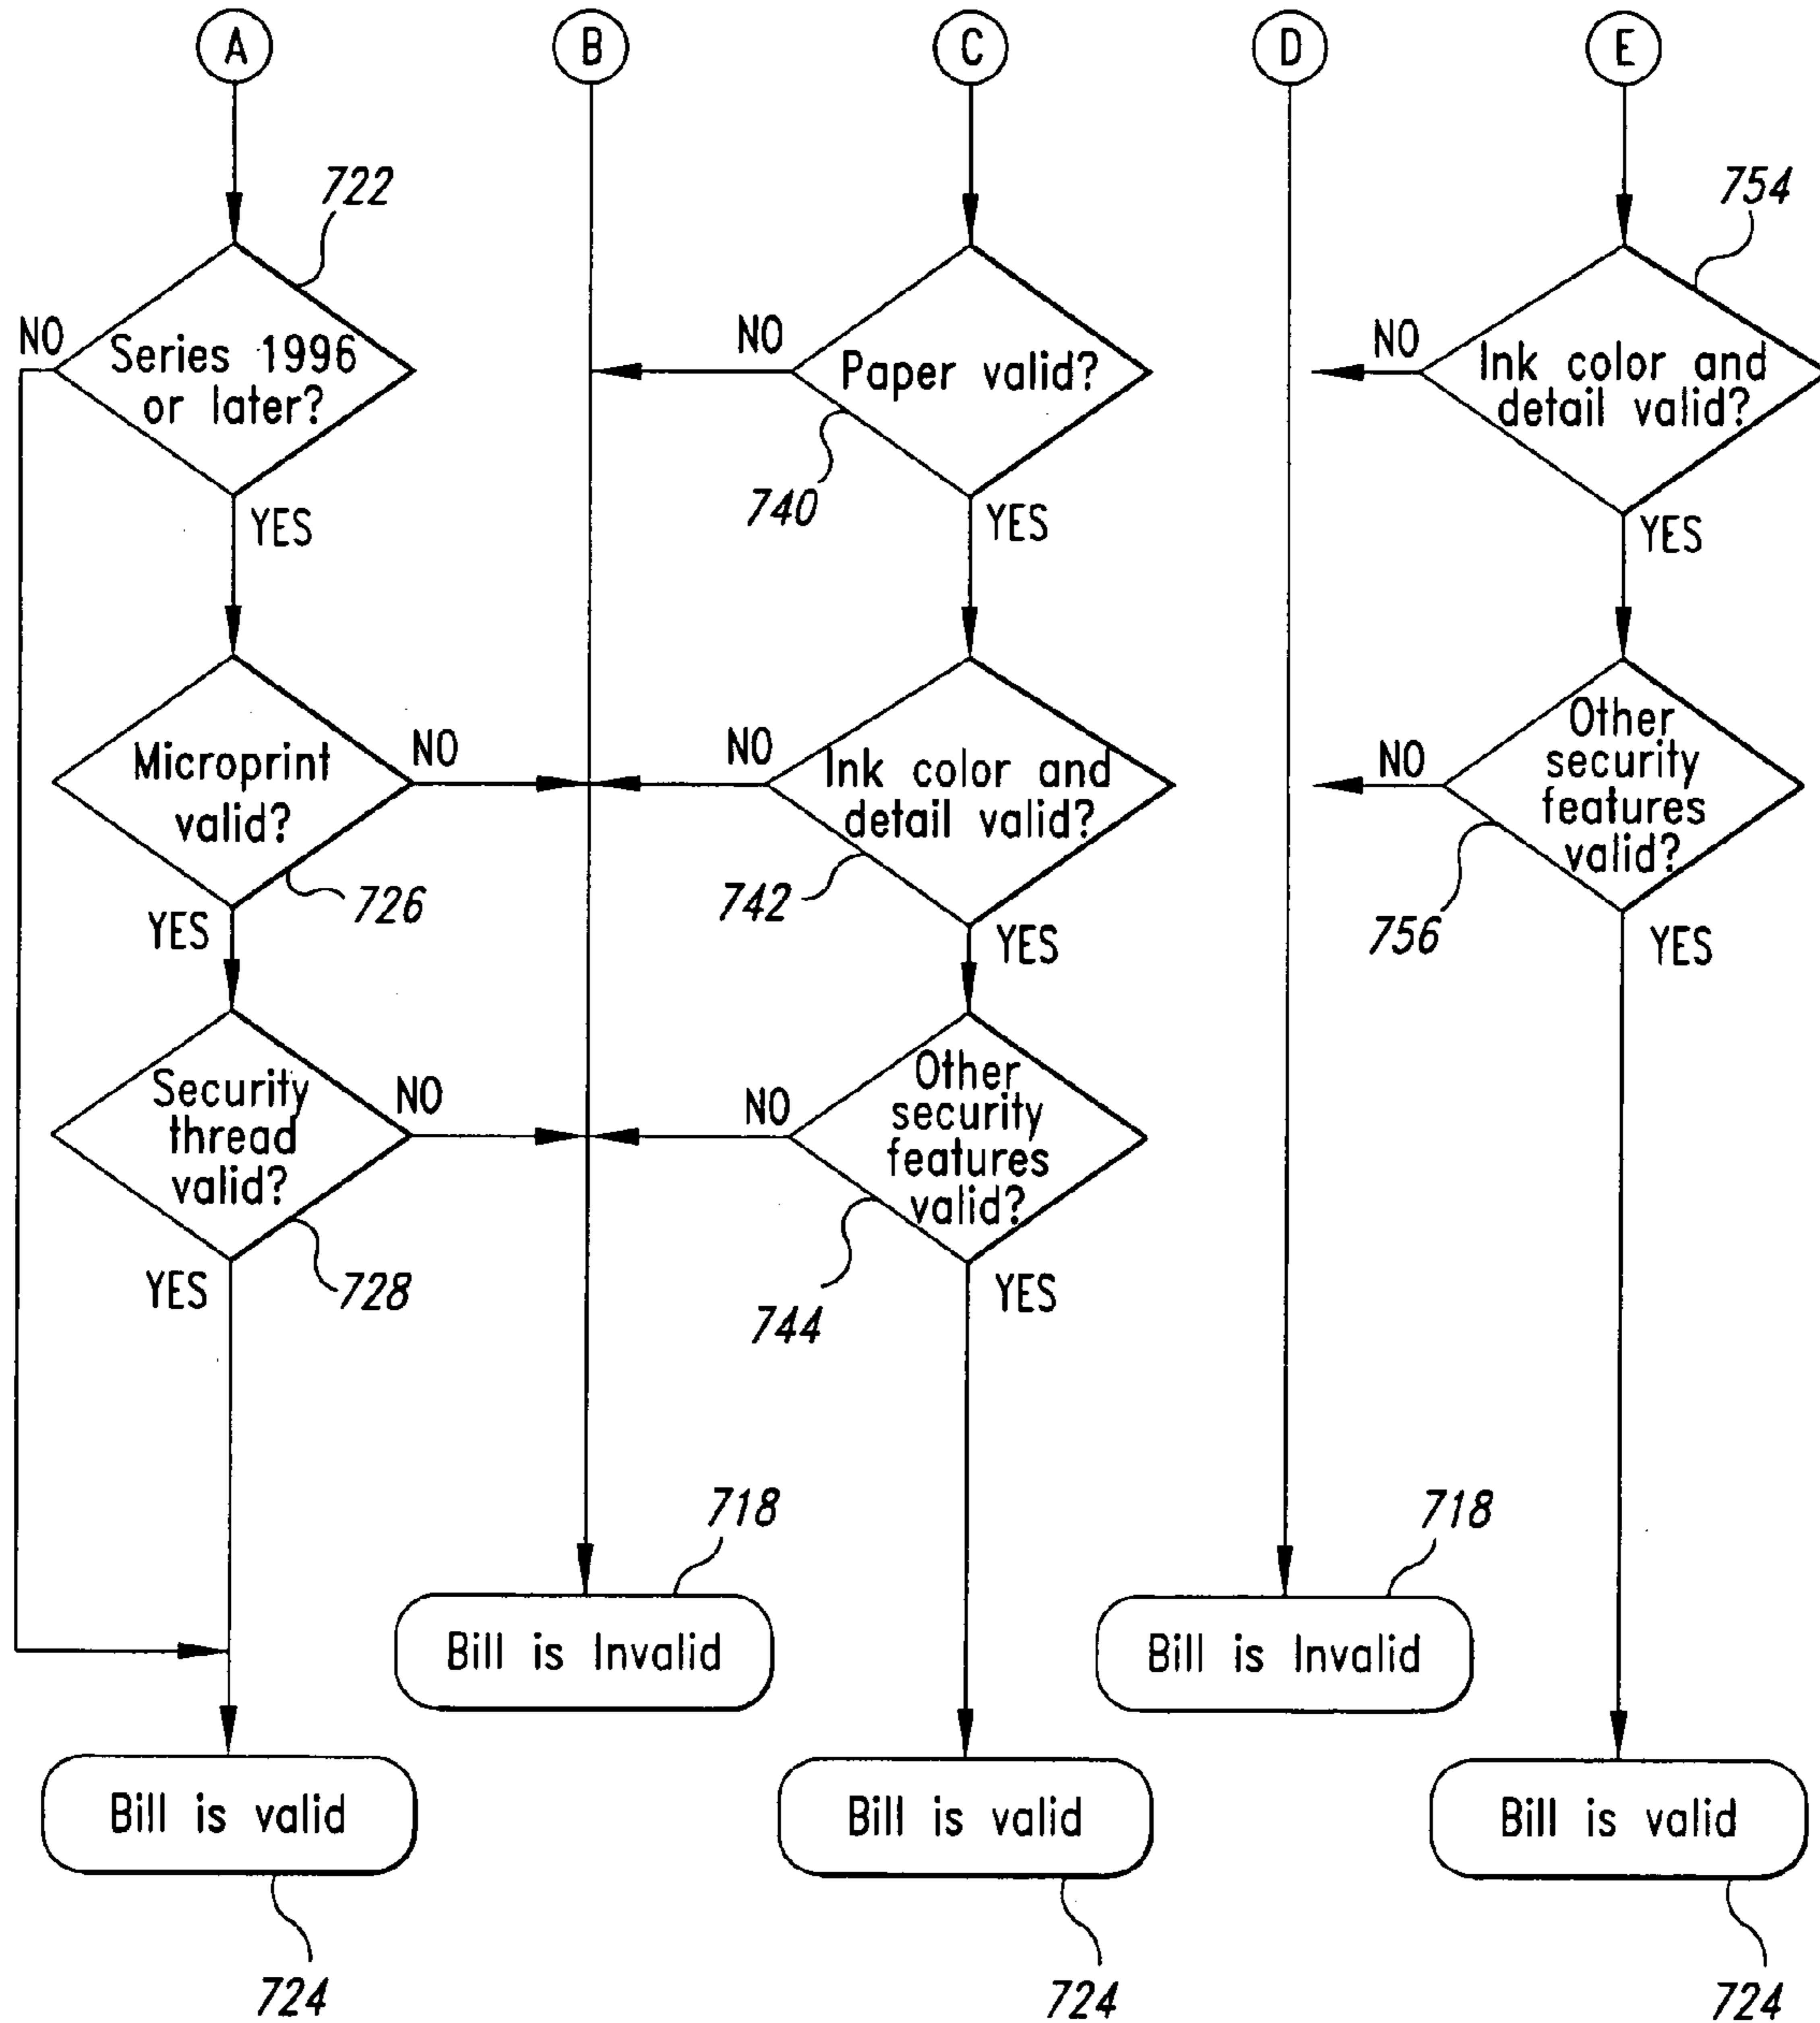 A
B
C
D
E
722
754
NO
Series 1996
or later?
YES
NO
Paper valid?
740
YES
NO
Ink color and
detail valid?
YES
Microprint
valid?
NO
726
YES
NO
Ink color and
detail valid?
742
YES
NO
Other
security
features
valid?
756
YES
Security
thread
valid?
NO
728
YES
NO
Other
security
features
valid?
744
YES
718
Bill is Invalid
718
Bill is Invalid
Bill is valid
724
Bill is valid
724
Bill is valid
724